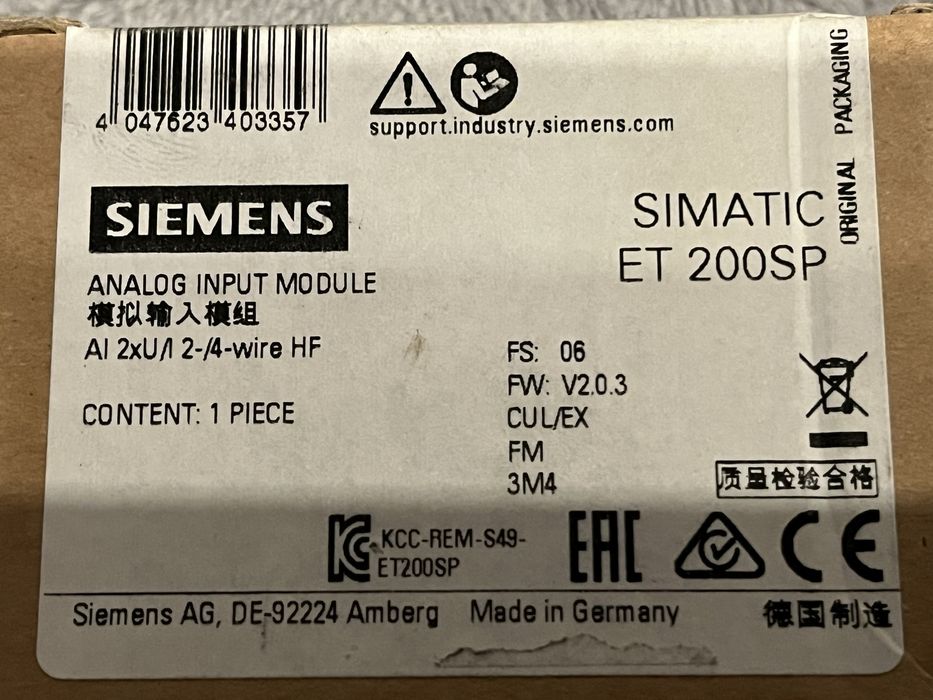 4 047623 403357
support.industry.siemens.com
ORIGINAL PACKAGING
SIEMENS
SIMATIC
ET 200SP
ANALOG INPUT MODULE
模拟输入模组
AI 2xU/I 2-/4-wire HF
CONTENT: 1 PIECE
FS: 06
FW: V2.0.3
CUL/EX
FM
3M4
质量检验合格
KCC-REM-S49-
ET200SP
EAC
CE
Siemens AG, DE-92224 Amberg Made in Germany 德国制造